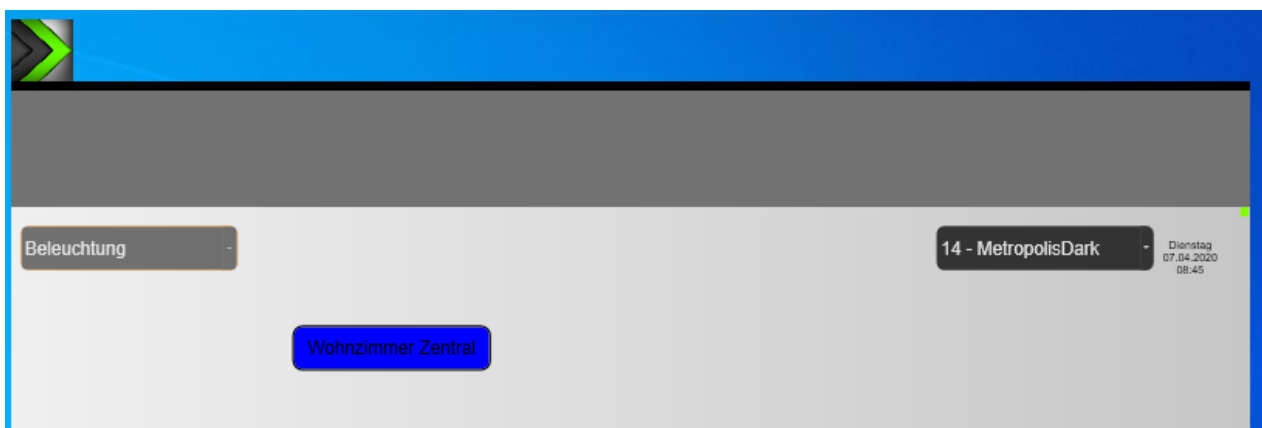 Beleuchtung
14 - MetropolisDark
Dienstag
07.04.2020
08:45
Wohnzimmer Zentral